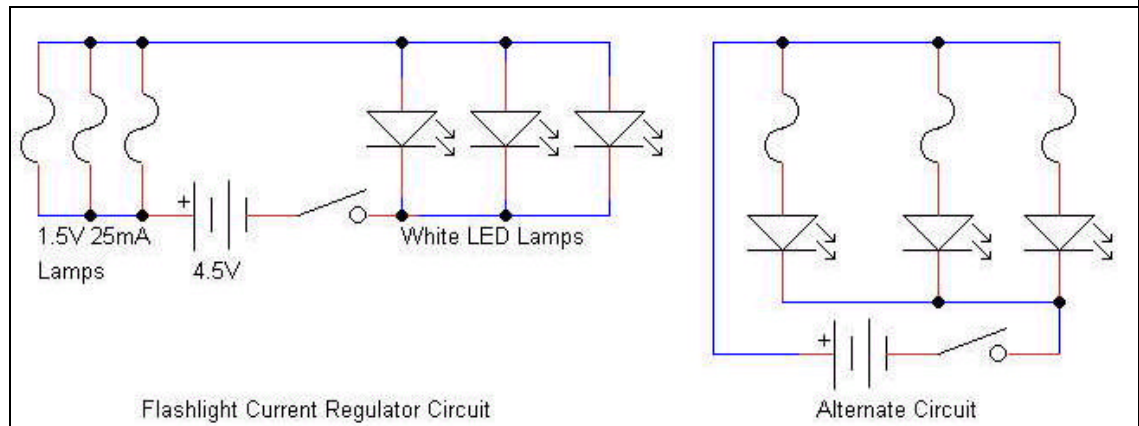 +
1.5V 25mA
Lamps
4.5V
White LED Lamps
+
Flashlight Current Regulator Circuit
Alternate Circuit